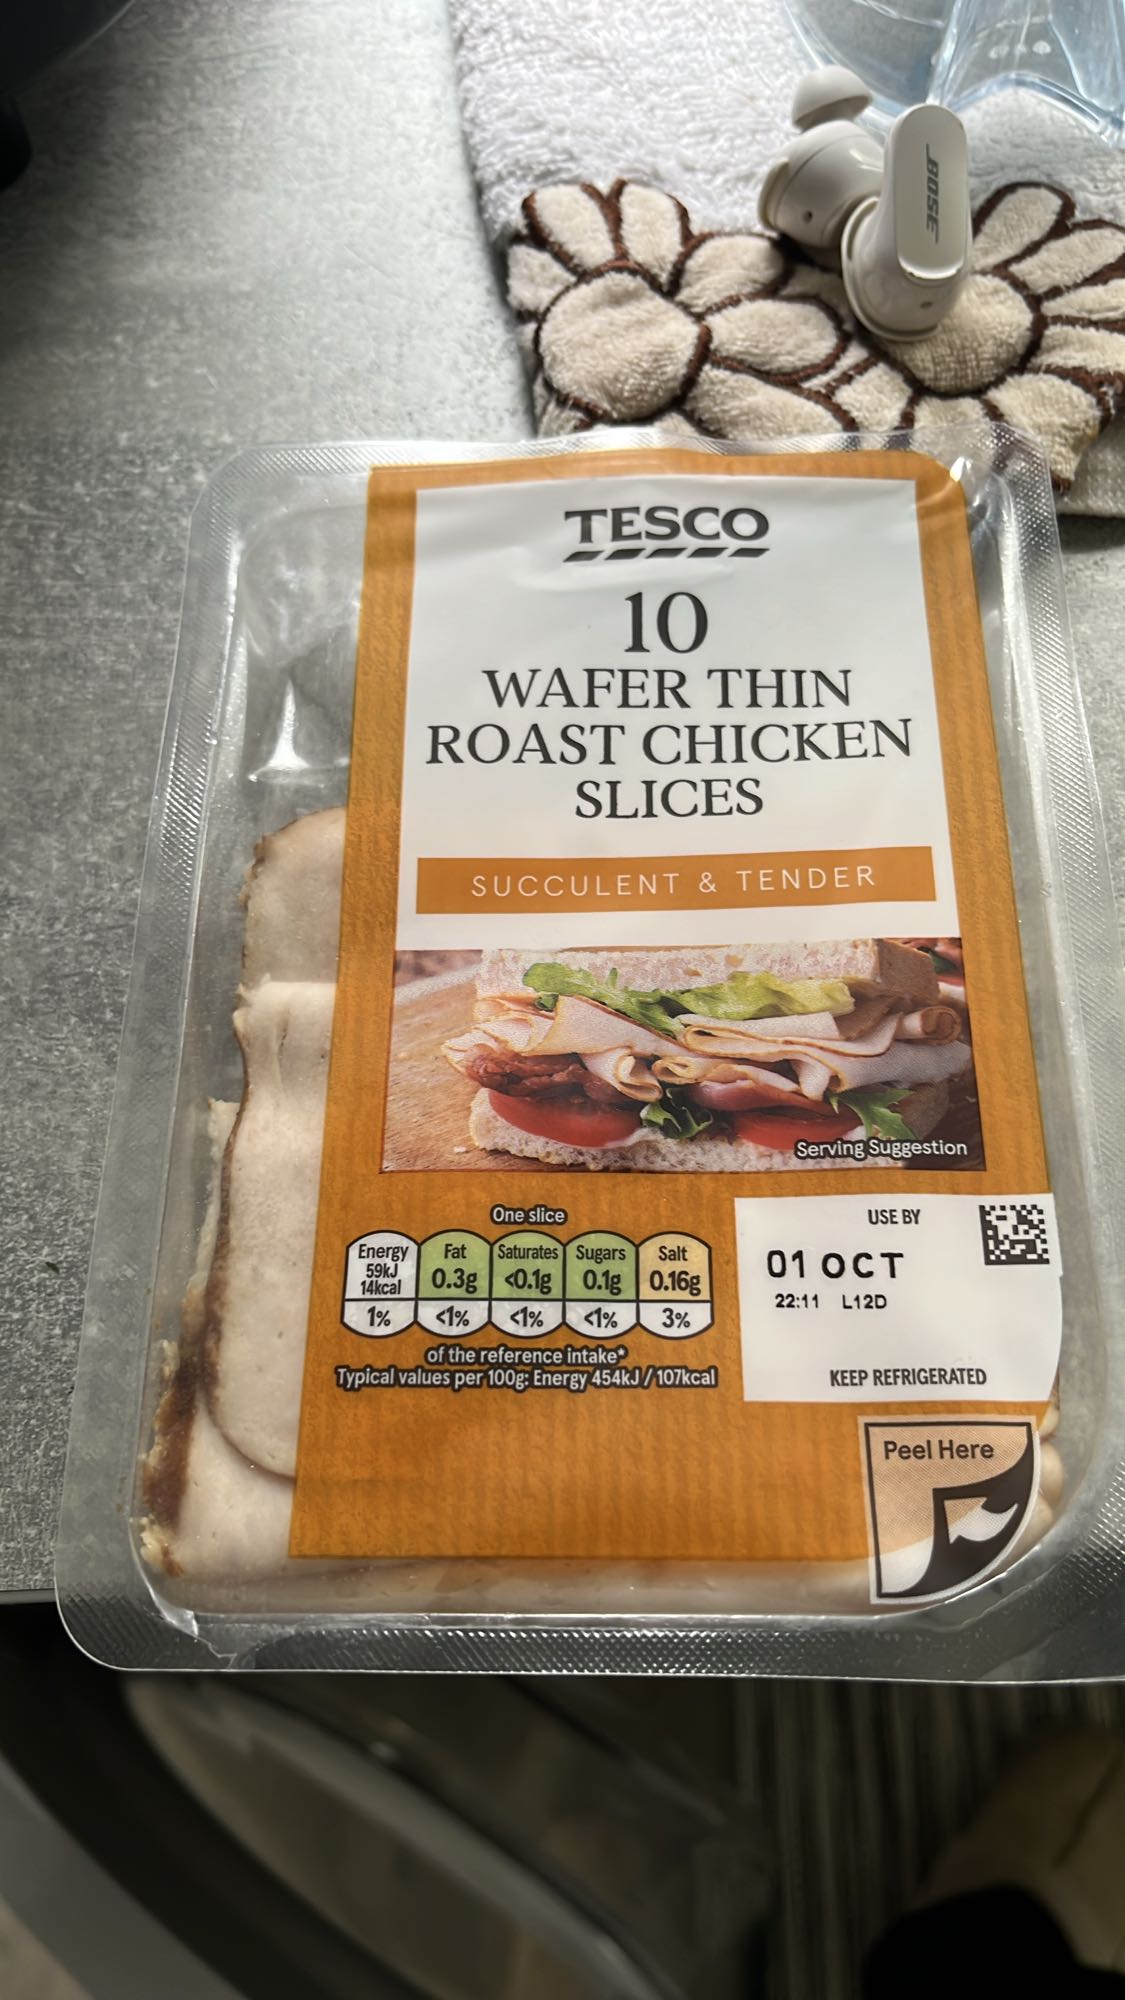 BOSE
TESCO
10
WAFER THIN
ROAST CHICKEN
SLICES
SUCCULENT & TENDER
Serving Suggestion
One slice
Energy 59kJ 14kcal 1%
Fat 0.3g <1%
Saturates <0.1g <1%
Sugars 0.1g <1%
Salt 0.16g 3%
of the reference intake*
Typical values per 100g: Energy 454kJ / 107kcal
USE BY
01 OCT
22:11 L12D
KEEP REFRIGERATED
Peel Here